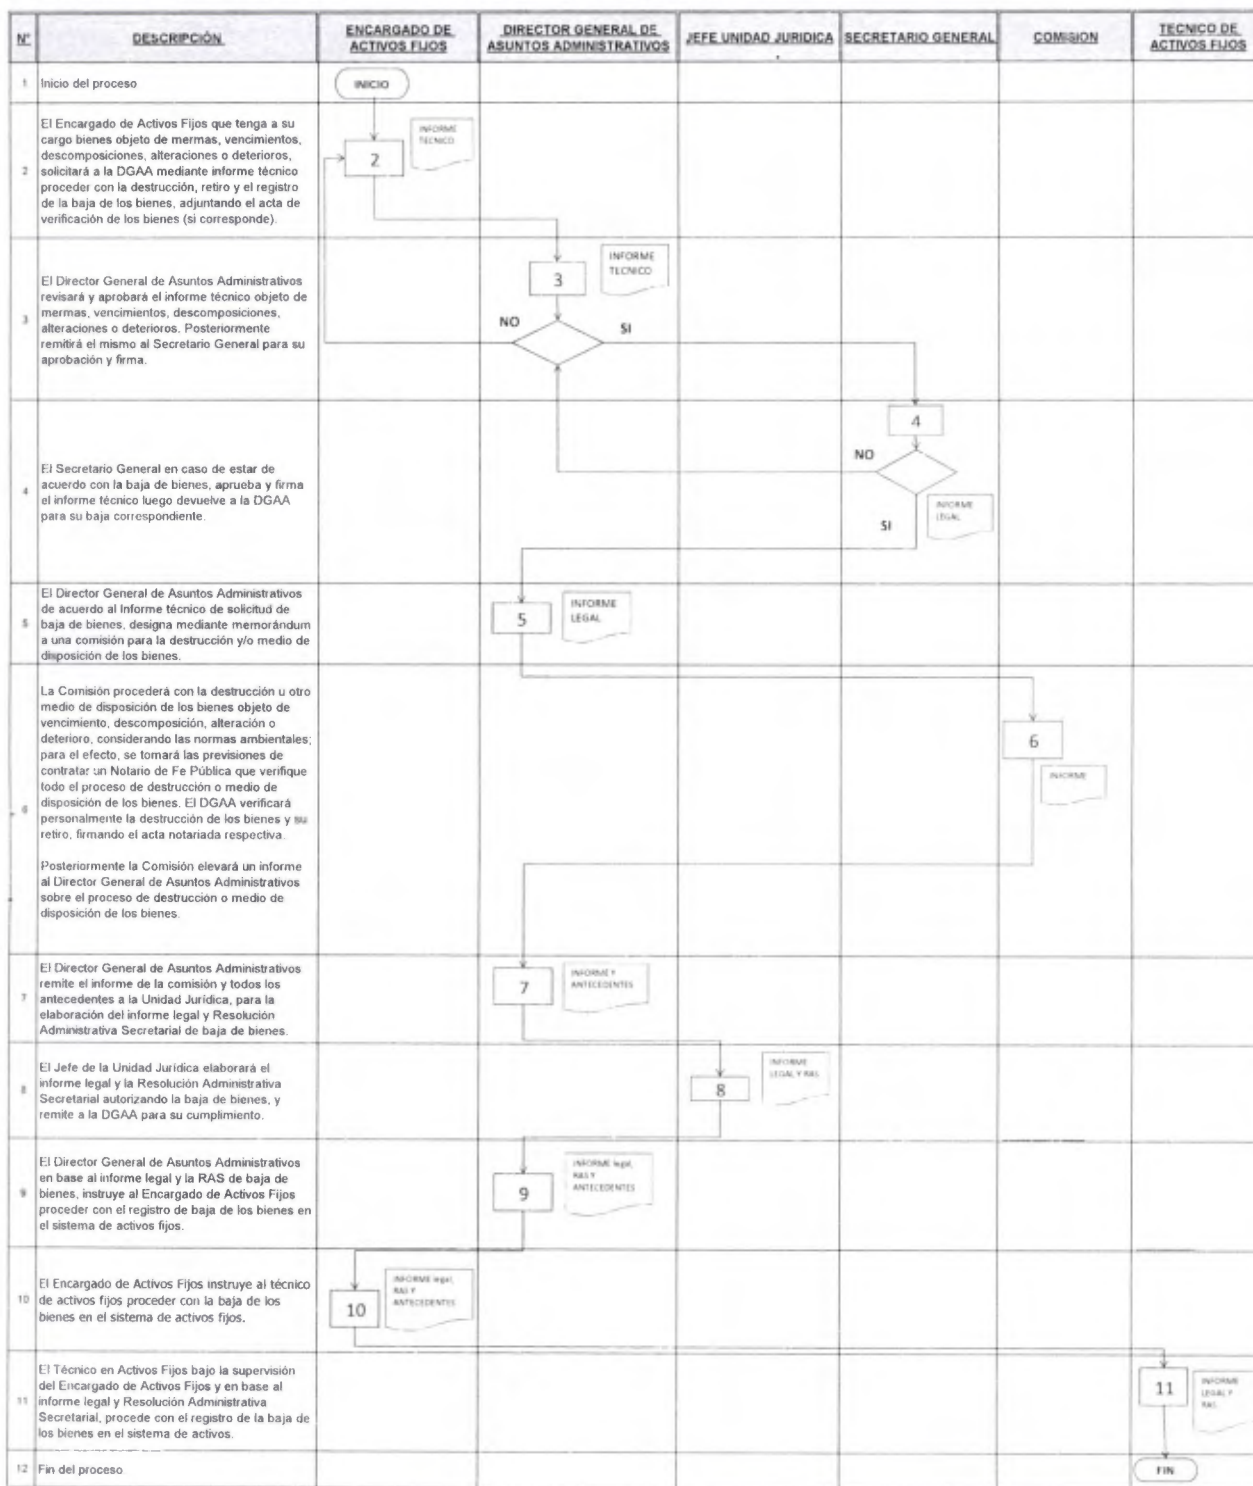 N° DESCRIPCIÓN ENCARGADO DE ACTIVOS FIJOS DIRECTOR GENERAL DE ASUNTOS ADMINISTRATIVOS JEFE UNIDAD JURIDICA SECRETARIO GENERAL COMISION TECNICO DE ACTIVOS FIJOS
1 Inicio del proceso
INICIO
El Encargado de Activos Fijos que tenga a su
cargo bienes objeto de mermas, vencimientos,
descomposiciones, alteraciones o deterioros,
2 solicitará a la DGAA mediante informe técnico
proceder con la destrucción, retiro y el registro
de la baja de los bienes, adjuntando el acta de
verificación de los bienes (si corresponde).
2
INFORME
TECNICO
El Director General de Asuntos Administrativos
revisará y aprobará el informe técnico objeto de
mermas, vencimientos, descomposiciones,
3 alteraciones o deterioros. Posteriormente
remitirá el mismo al Secretario General para su
aprobación y firma.
3
INFORME
TECNICO
NO
SI
El Secretario General en caso de estar de
acuerdo con la baja de bienes, aprueba y firma
4 el informe técnico luego devuelve a la DGAA
para su baja correspondiente.
4
NO
SI
INFORME
LEGAL
El Director General de Asuntos Administrativos
de acuerdo al Informe técnico de solicitud de
5 baja de bienes, designa mediante memorándum
a una comisión para la destrucción y/o medio de
disposición de los bienes.
5
INFORME
LEGAL
La Comisión procederá con la destrucción u otro
medio de disposición de los bienes objeto de
vencimiento, descomposición, alteración o
deterioro, considerando las normas ambientales;
para el efecto, se tomará las previsiones de
contratar un Notario de Fe Pública que verifique
todo el proceso de destrucción o medio de
6 disposición de los bienes. El DGAA verificará
personalmente la destrucción de los bienes y su
retiro, firmando el acta notariada respectiva.
Posteriormente la Comisión elevará un informe
al Director General de Asuntos Administrativos
sobre el proceso de destrucción o medio de
disposición de los bienes.
6
INFORME
El Director General de Asuntos Administrativos
remite el informe de la comisión y todos los
7 antecedentes a la Unidad Jurídica, para la
elaboración del informe legal y Resolución
Administrativa Secretarial de baja de bienes.
7
INFORME Y
ANTECEDENTES
El Jefe de la Unidad Jurídica elaborará el
informe legal y la Resolución Administrativa
8 Secretarial autorizando la baja de bienes, y
remite a la DGAA para su cumplimiento.
8
INFORME
LEGAL Y RAS
El Director General de Asuntos Administrativos
en base al informe legal y la RAS de baja de
9 bienes, instruye al Encargado de Activos Fijos
proceder con el registro de baja de los bienes en
el sistema de activos fijos.
9
INFORME legal,
RAS Y
ANTECEDENTES
El Encargado de Activos Fijos instruye al técnico
10 de activos fijos proceder con la baja de los
bienes en el sistema de activos fijos.
10
INFORME legal,
RAS Y
ANTECEDENTES
El Técnico en Activos Fijos bajo la supervisión
del Encargado de Activos Fijos y en base al
11 informe legal y Resolución Administrativa
Secretarial, procede con el registro de la baja de
los bienes en el sistema de activos.
11
INFORME
LEGAL Y
RAS
12 Fin del proceso
FIN